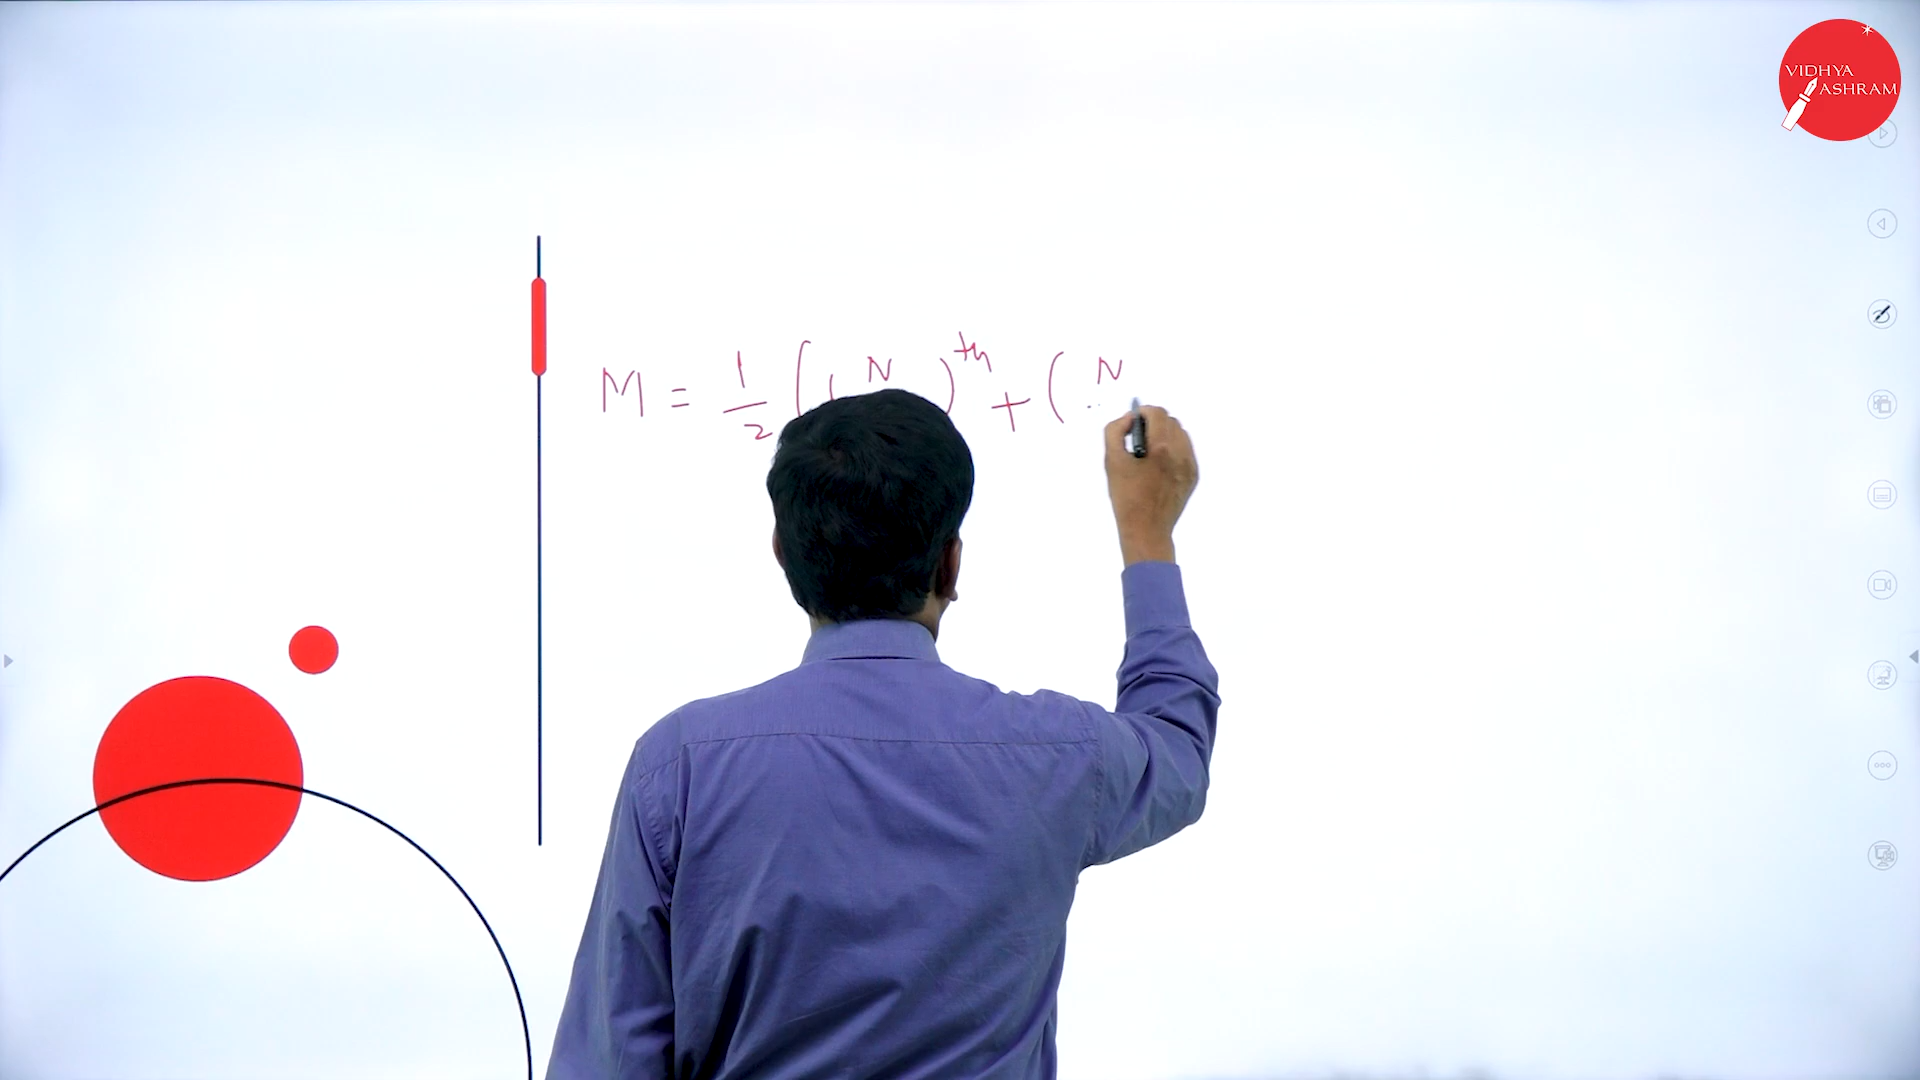 VIDHYA
ASHRAM
M = 1/2 ( ( N )th + ( N